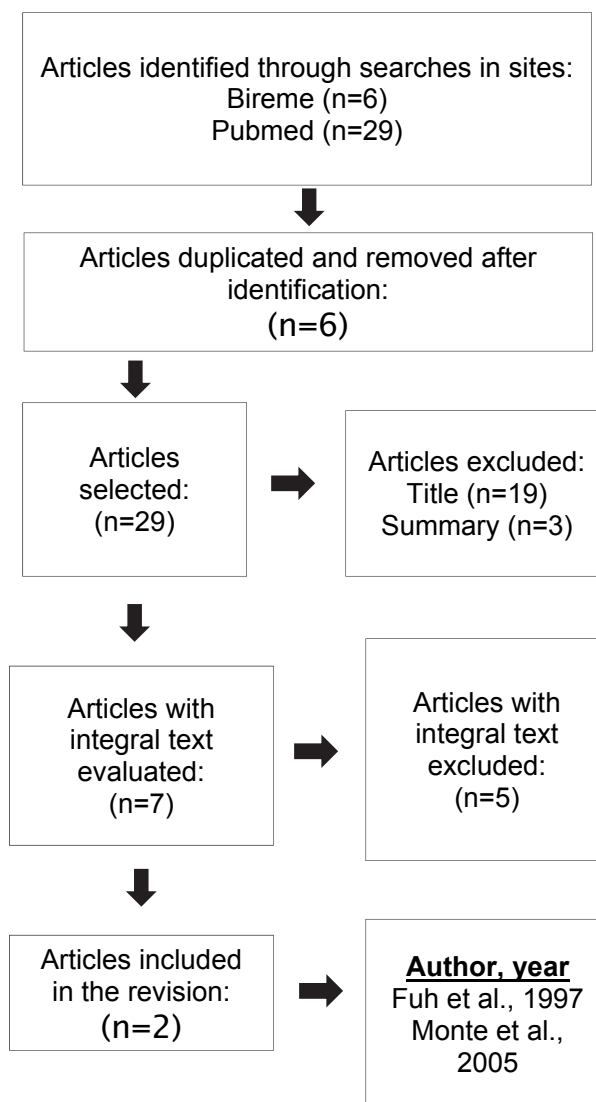 Articles identified through searches in sites:
Bireme (n=6)
Pubmed (n=29)
Articles duplicated and removed after
identification:
(n=6)
Articles
selected:
(n=29)
Articles excluded:
Title (n=19)
Summary (n=3)
Articles with
integral text
evaluated:
(n=7)
Articles with
integral text
excluded:
(n=5)
Articles included
in the revision:
(n=2)
Author, year
Fuh et al., 1997
Monte et al.,
2005